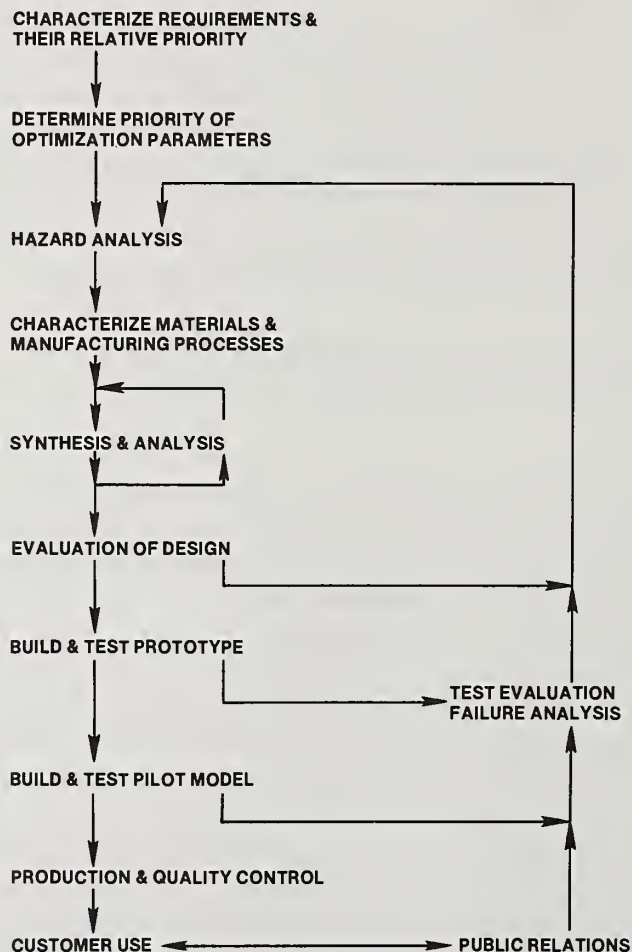 CHARACTERIZE REQUIREMENTS &
THEIR RELATIVE PRIORITY
DETERMINE PRIORITY OF
OPTIMIZATION PARAMETERS
HAZARD ANALYSIS
CHARACTERIZE MATERIALS &
MANUFACTURING PROCESSES
SYNTHESIS & ANALYSIS
EVALUATION OF DESIGN
BUILD & TEST PROTOTYPE
TEST EVALUATION
FAILURE ANALYSIS
BUILD & TEST PILOT MODEL
PRODUCTION & QUALITY CONTROL
CUSTOMER USE
PUBLIC RELATIONS